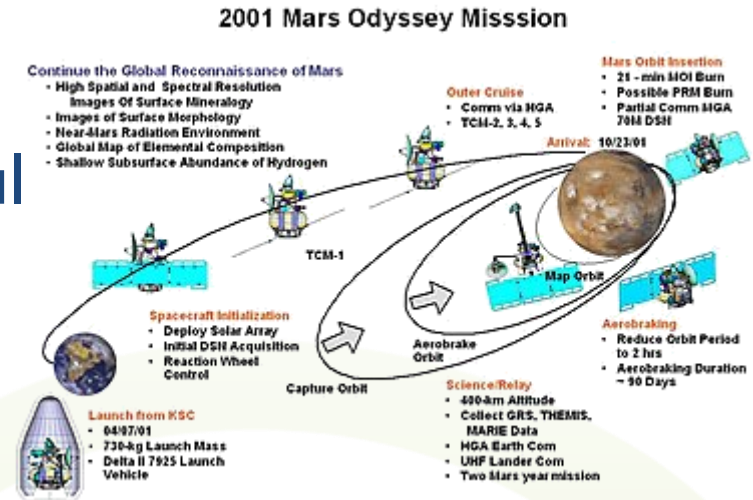 2001 Mars Odyssey Misssion
Continue the Global Reconnaissance of Mars
• High Spatial and Spectral Resolution
Images Of Surface Mineralogy
• Images of Surface Morphology
• Near-Mars Radiation Environment
• Global Map of Elemental Composition
• Shallow Subsurface Abundance of Hydrogen
Outer Cruise
• Comm via HGA
• TCM-2, 3, 4, 5
Mars Orbit Insertion
• 21 - min MOI Burn
• Possible PRM Burn
• Partial Comm MGA
70M DSN
Arrival: 10/23/01
TCM-1
Map Orbit
Spacecraft Initialization
• Deploy Solar Array
• Initial DSN Acquisition
• Reaction Wheel
Control
Aerobrake
Orbit
Capture Orbit
Aerobraking
• Reduce Orbit Period
to 2 hrs
• Aerobraking Duration
~ 90 Days
Launch from KSC
• 04/07/01
• 730-kg Launch Mass
• Delta II 7925 Launch
Vehicle
Science/Relay
• 400-km Altitude
• Collect GRS, THEMIS,
MARIE Data
• HGA Earth Com
• UHF Lander Com
• Two Mars year mission